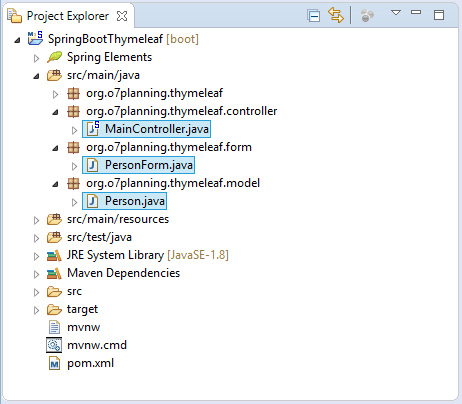 Project Explorer
SpringBootThymeleaf [boot]
Spring Elements
src/main/java
org.o7planning.thymeleaf
org.o7planning.thymeleaf.controller
MainController.java
org.o7planning.thymeleaf.form
PersonForm.java
org.o7planning.thymeleaf.model
Person.java
src/main/resources
src/test/java
JRE System Library [JavaSE-1.8]
Maven Dependencies
src
target
mvnw
mvnw.cmd
pom.xml